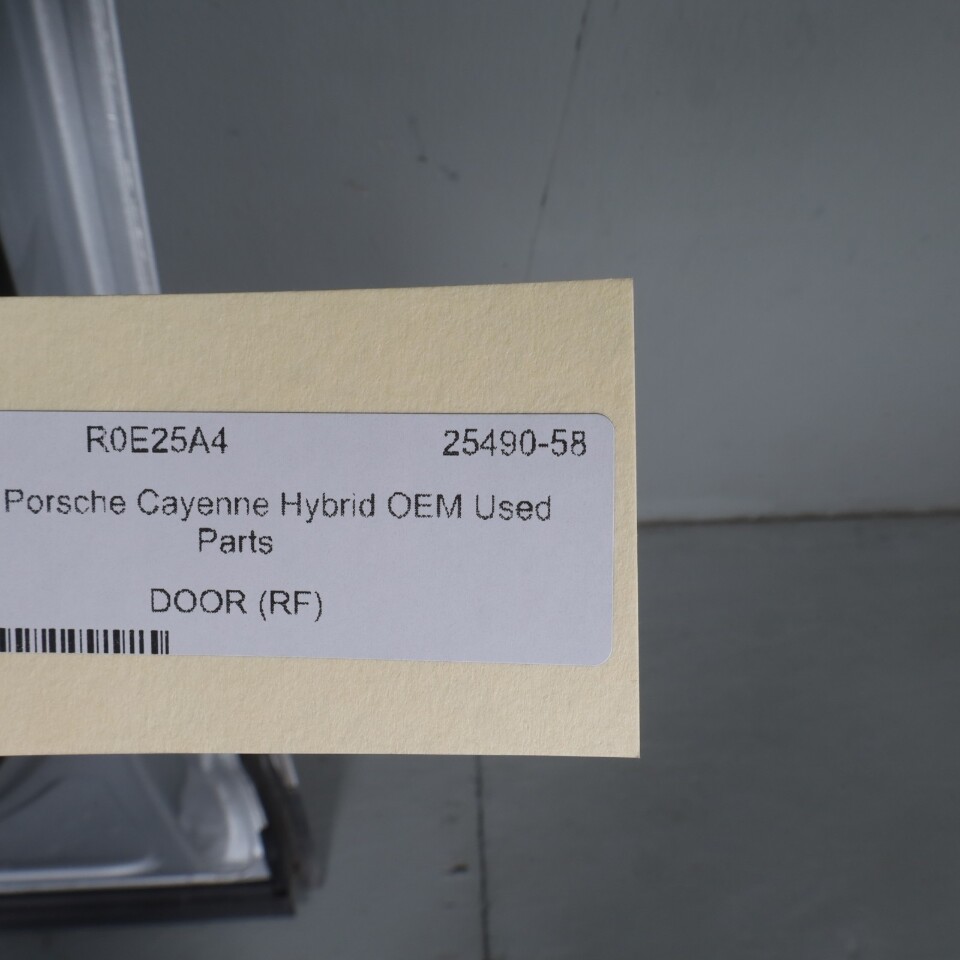 R0E25A4 25490-58
Porsche Cayenne Hybrid OEM Used
Parts
DOOR (RF)